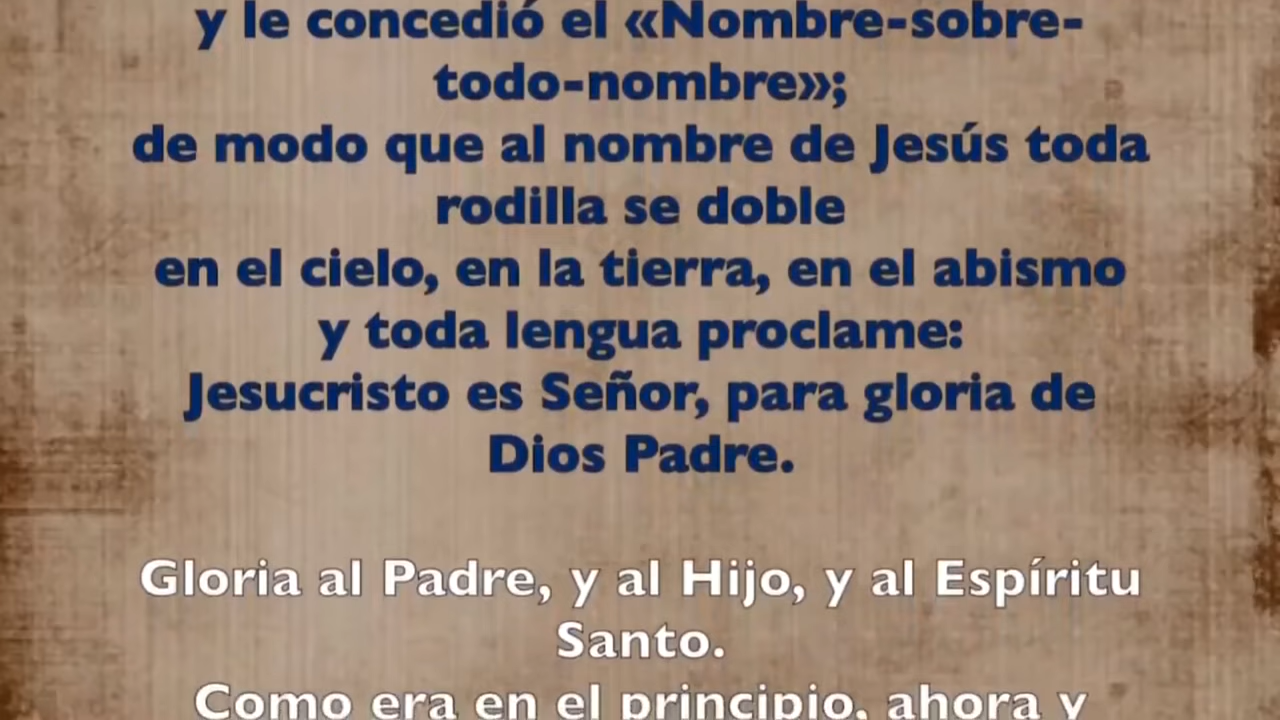 y le concedió el «Nombre-sobre-
todo-nombre»;
de modo que al nombre de Jesús toda
rodilla se doble
en el cielo, en la tierra, en el abismo
y toda lengua proclame:
Jesucristo es Señor, para gloria de
Dios Padre.
Gloria al Padre, y al Hijo, y al Espíritu
Santo.
Como era en el principio, ahora y